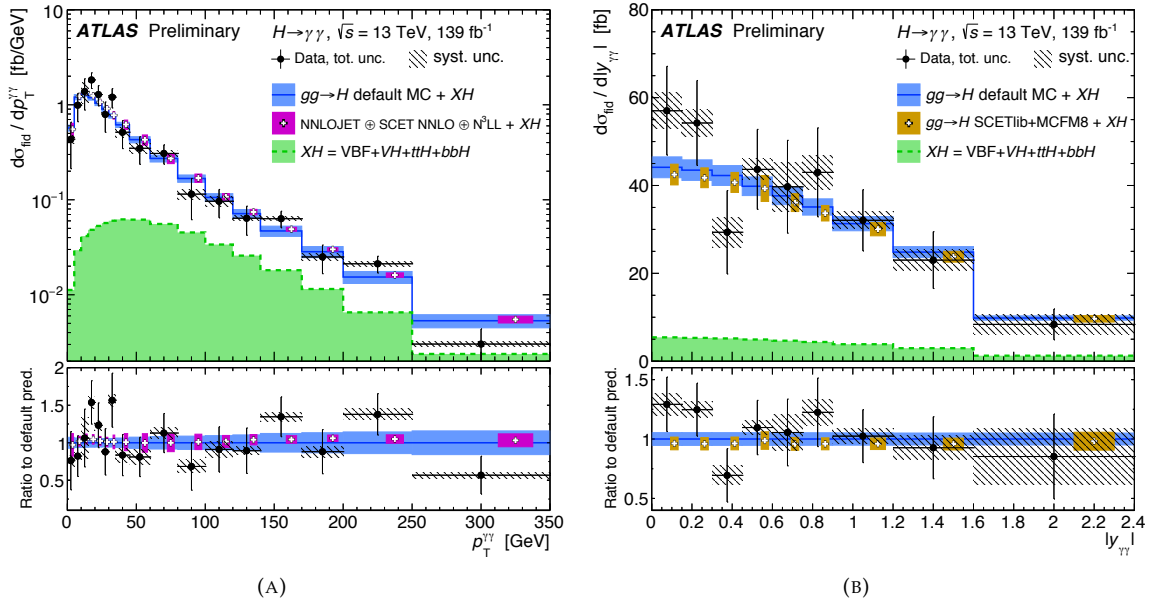 ATLAS Preliminary
H→γγ, √s = 13 TeV, 139 fb⁻¹
Data, tot. unc. syst. unc.
gg→H default MC + XH
NNLOJET ⊕ SCET NNLO ⊕ N³LL + XH
XH = VBF+VH+ttH+bbH
dσ_fid / dp_T^γγ [fb/GeV]
10
1
10⁻¹
10⁻²
Ratio to default pred.
2
1.5
1.0
0.5
0 50 100 150 200 250 300 350
p_T^γγ [GeV]
(A)
ATLAS Preliminary
H→γγ, √s = 13 TeV, 139 fb⁻¹
Data, tot. unc. syst. unc.
gg→H default MC + XH
gg→H SCETlib+MCFM8 + XH
XH = VBF+VH+ttH+bbH
dσ_fid / d|y_γγ| [fb]
80
60
40
20
0
Ratio to default pred.
1.5
1.0
0.5
0 0.2 0.4 0.6 0.8 1 1.2 1.4 1.6 1.8 2 2.2 2.4
|y_γγ|
(B)